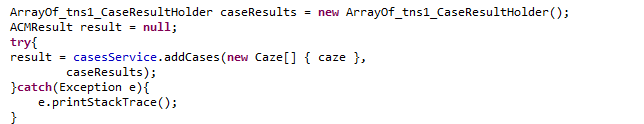 ArrayOf_tns1_CaseResultHolder caseResults = new ArrayOf_tns1_CaseResultHolder();
ACMResult result = null;
try{
result = casesService.addCases(new Caze[] { caze },
        caseResults);
}catch(Exception e){
    e.printStackTrace();
}